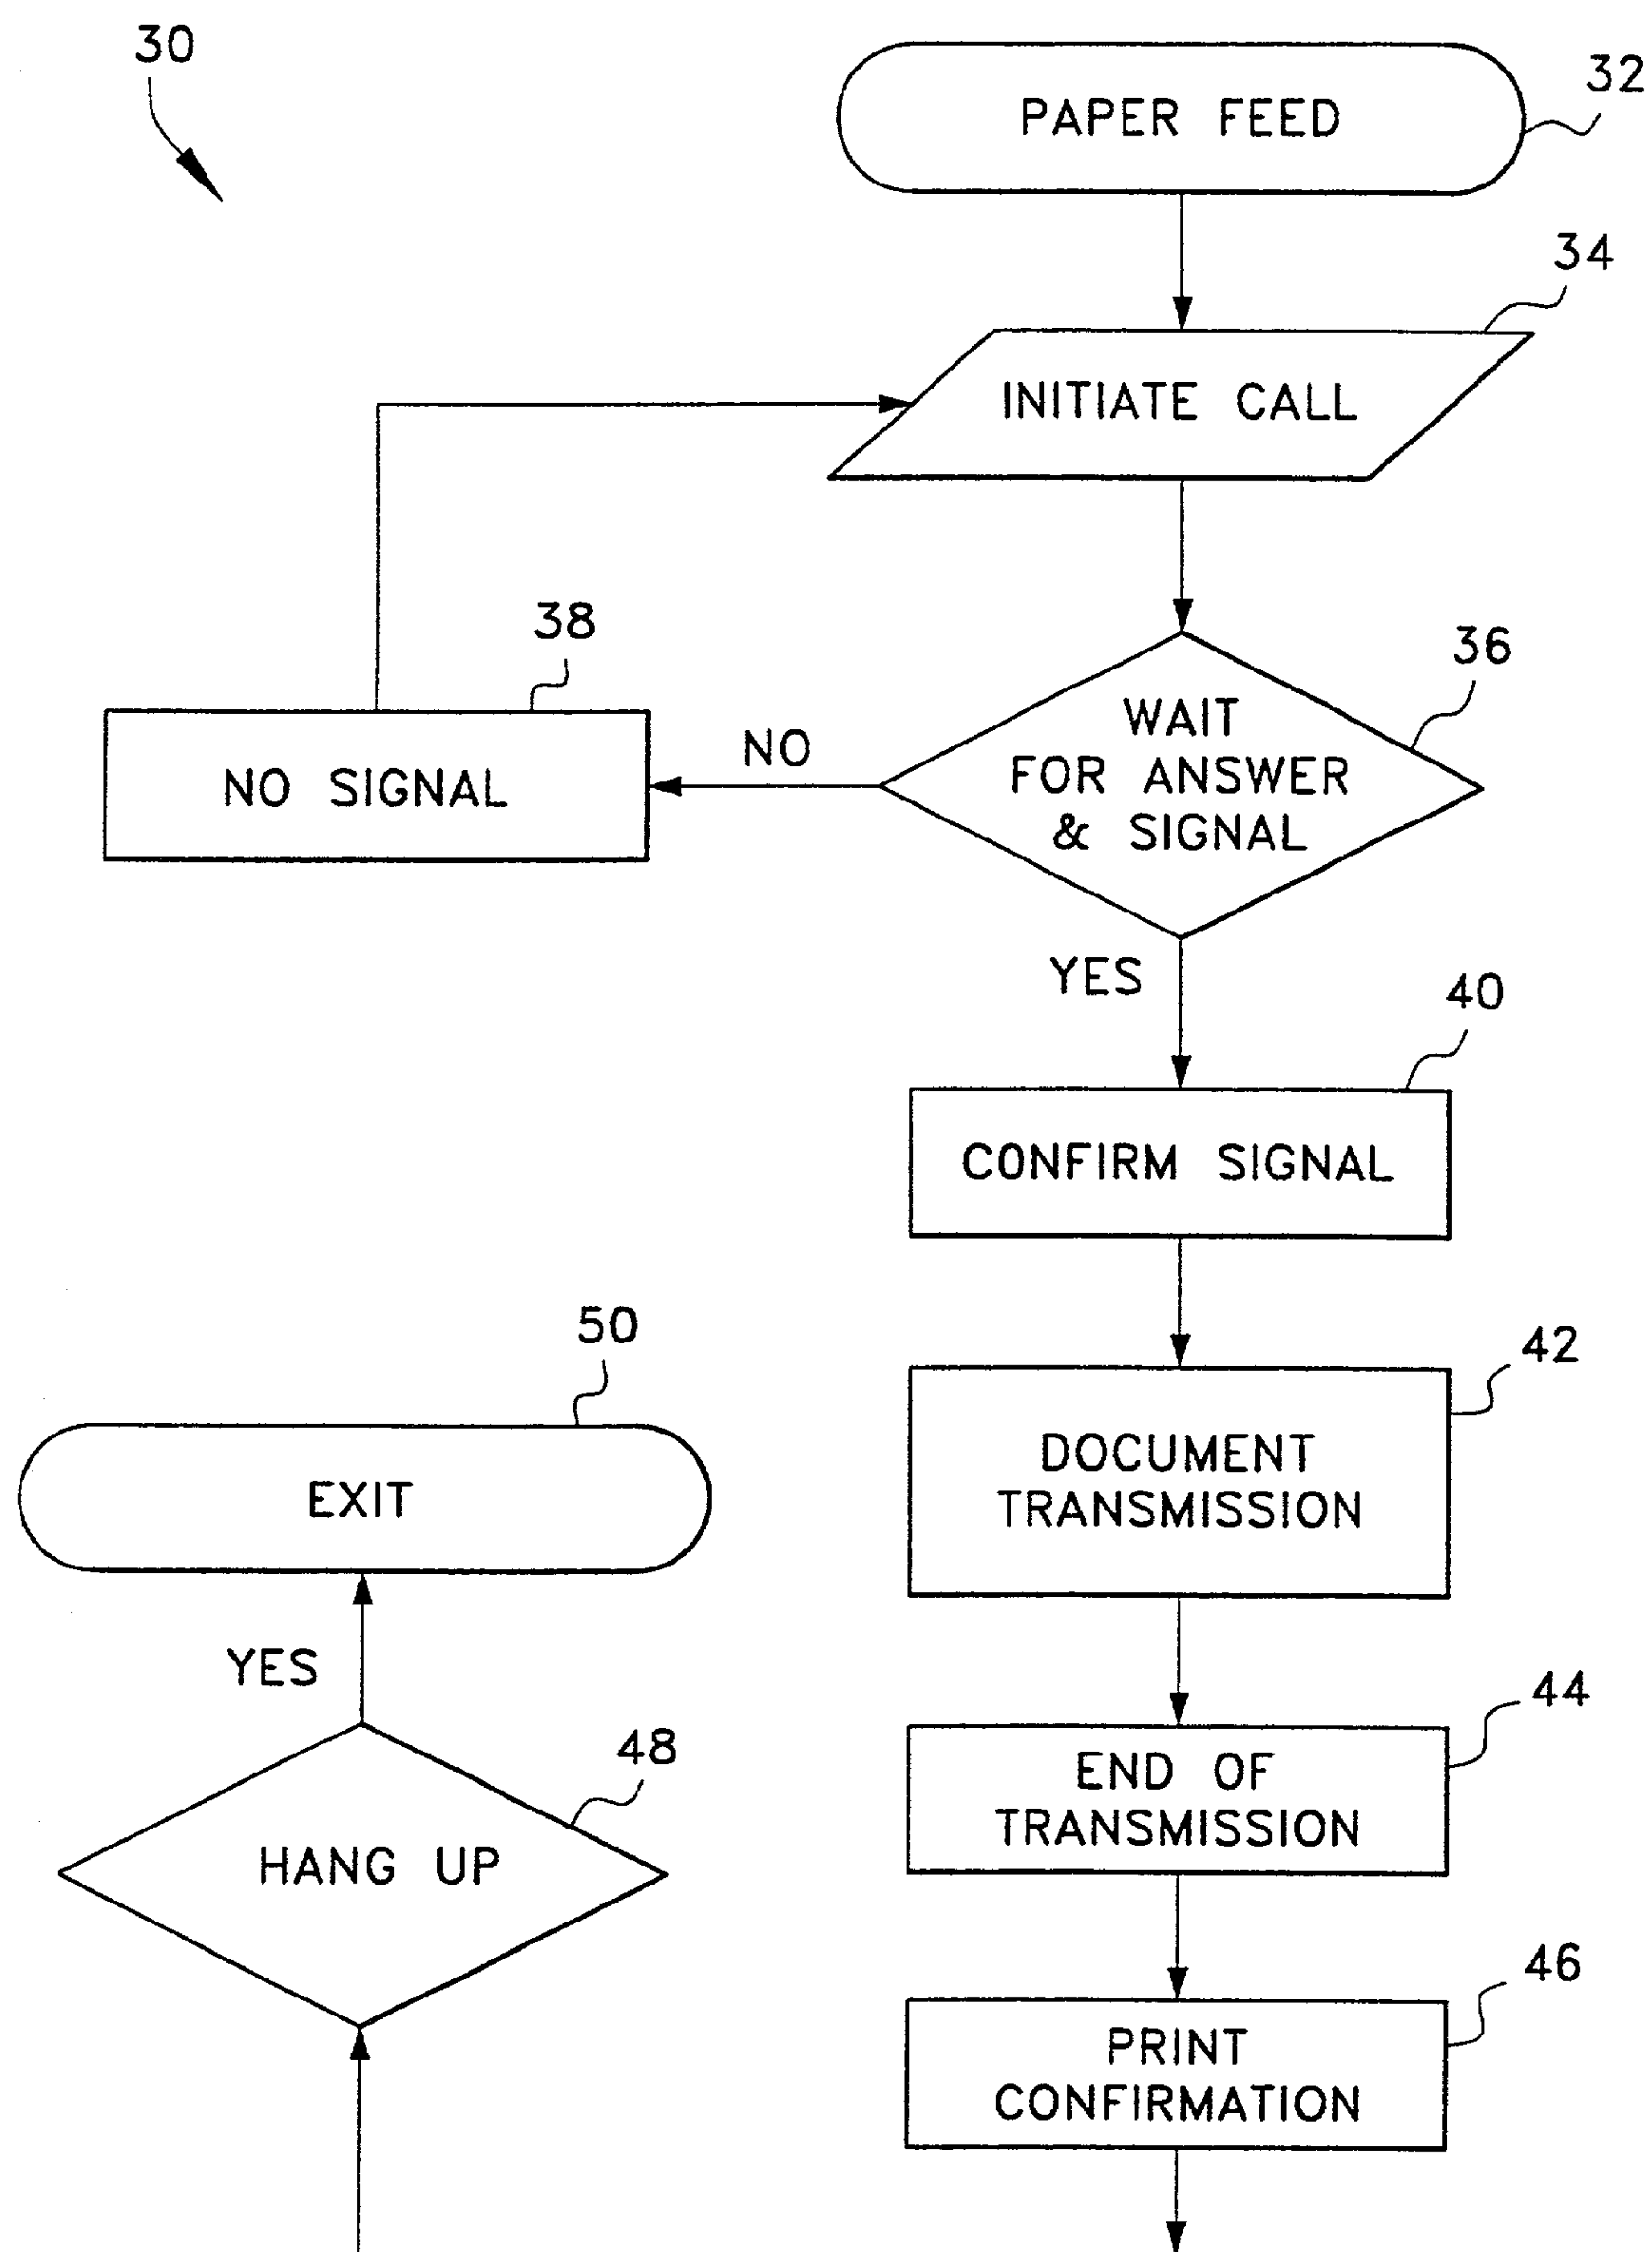 30
PAPER FEED
32
34
INITIATE CALL
38
36
NO SIGNAL
NO
WAIT
FOR ANSWER
& SIGNAL
YES
40
CONFIRM SIGNAL
42
DOCUMENT
TRANSMISSION
44
END OF
TRANSMISSION
46
PRINT
CONFIRMATION
50
EXIT
YES
48
HANG UP